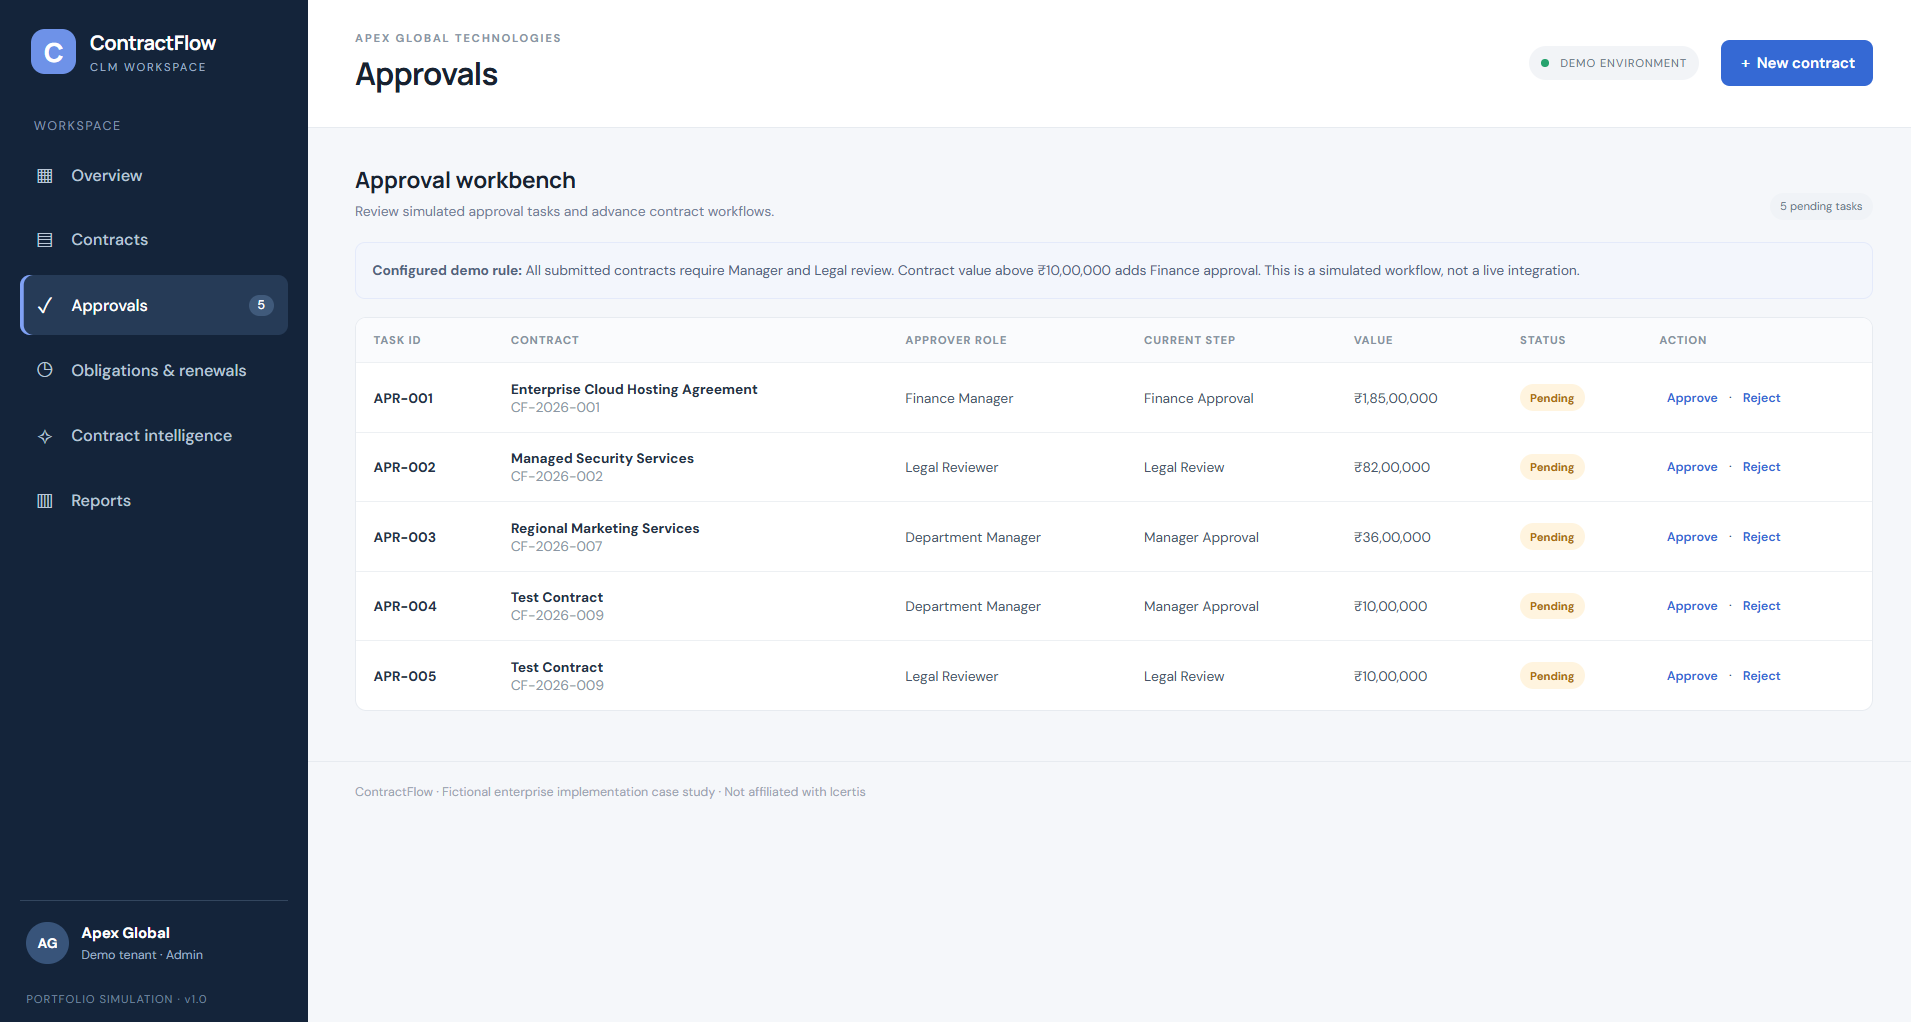 C
ContractFlow
CLM WORKSPACE
WORKSPACE
Overview
Contracts
Approvals 5
Obligations & renewals
Contract intelligence
Reports
AG
Apex Global
Demo tenant · Admin
PORTFOLIO SIMULATION · v1.0
APEX GLOBAL TECHNOLOGIES
Approvals
DEMO ENVIRONMENT
+ New contract
Approval workbench
Review simulated approval tasks and advance contract workflows.
5 pending tasks
Configured demo rule: All submitted contracts require Manager and Legal review. Contract value above ₹10,00,000 adds Finance approval. This is a simulated workflow, not a live integration.
TASK ID CONTRACT APPROVER ROLE CURRENT STEP VALUE STATUS ACTION
APR-001 Enterprise Cloud Hosting Agreement Finance Manager Finance Approval ₹1,85,00,000 Pending Approve · Reject
CF-2026-001
APR-002 Managed Security Services Legal Reviewer Legal Review ₹82,00,000 Pending Approve · Reject
CF-2026-002
APR-003 Regional Marketing Services Department Manager Manager Approval ₹36,00,000 Pending Approve · Reject
CF-2026-007
APR-004 Test Contract Department Manager Manager Approval ₹10,00,000 Pending Approve · Reject
CF-2026-009
APR-005 Test Contract Legal Reviewer Legal Review ₹10,00,000 Pending Approve · Reject
CF-2026-009
ContractFlow · Fictional enterprise implementation case study · Not affiliated with Icertis